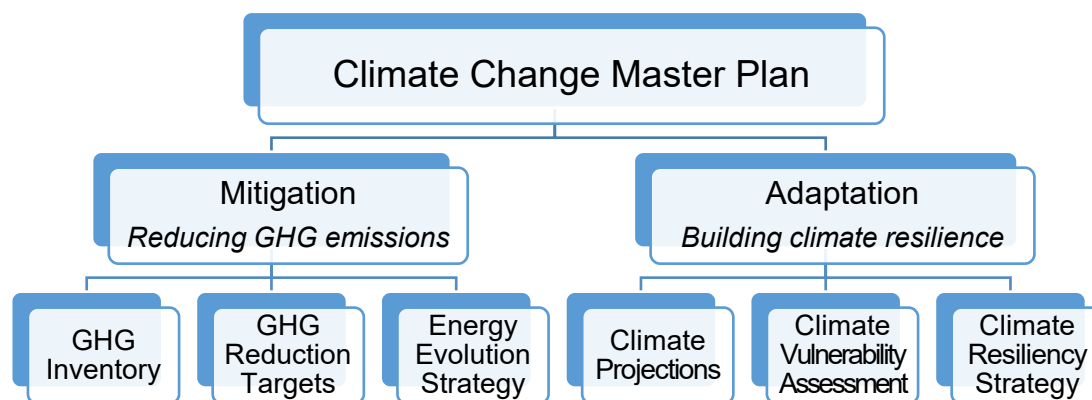 Climate Change Master Plan
Mitigation
Reducing GHG emissions
Adaptation
Building climate resilience
GHG
Inventory
GHG
Reduction
Targets
Energy
Evolution
Strategy
Climate
Projections
Climate
Vulnerability
Assessment
Climate
Resiliency
Strategy